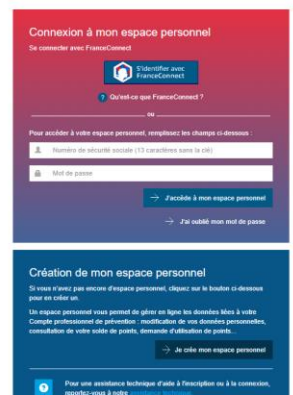 Connexion à mon espace personnel
Se connecter avec FranceConnect
S'identifier avec
FranceConnect
? Qu'est-ce que FranceConnect ?
ou
Pour accéder à votre espace personnel, remplissez les champs ci-dessous :
Numéro de sécurité sociale (13 caractères sans la clé)
Mot de passe
→ J'accède à mon espace personnel
→ J'ai oublié mon mot de passe
Création de mon espace personnel
Si vous n'avez pas encore d'espace personnel, cliquez sur le bouton ci-dessous
pour en créer un.
Un espace personnel vous permet de gérer en ligne les données liées à votre
Compte professionnel de prévention : modification de vos données personnelles,
consultation de votre solde de points, demande d'utilisation de points...
→ Je crée mon espace personnel
? Pour une assistance technique d'aide à l'inscription ou à la connexion,
reportez-vous à notre assistance technique.